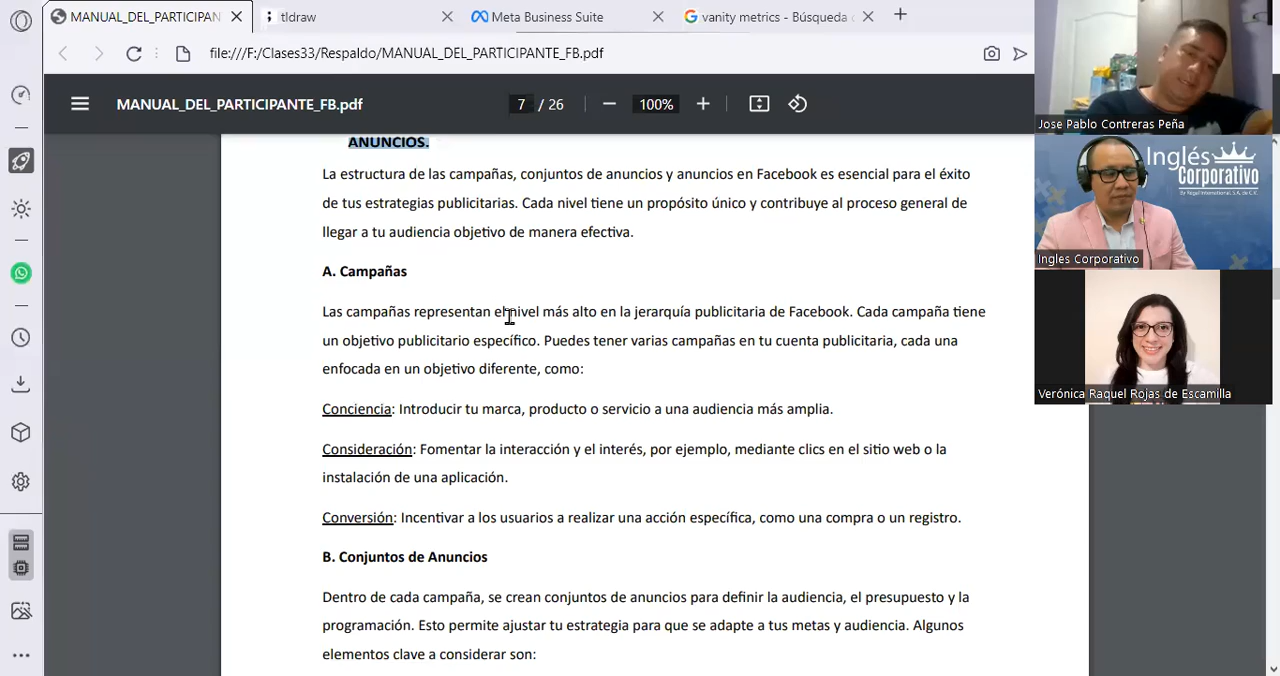 MANUAL_DEL_PARTICIPAN
tldraw
Meta Business Suite
vanity metrics - Búsqueda
file:///F:/Clases33/Respaldo/MANUAL_DEL_PARTICIPANTE_FB.pdf
MANUAL_DEL_PARTICIPANTE_FB.pdf
7 / 26
100%
ANUNCIOS.
La estructura de las campañas, conjuntos de anuncios y anuncios en Facebook es esencial para el éxito
de tus estrategias publicitarias. Cada nivel tiene un propósito único y contribuye al proceso general de
llegar a tu audiencia objetivo de manera efectiva.
A. Campañas
Las campañas representan el nivel más alto en la jerarquía publicitaria de Facebook. Cada campaña tiene
un objetivo publicitario específico. Puedes tener varias campañas en tu cuenta publicitaria, cada una
enfocada en un objetivo diferente, como:
Conciencia: Introducir tu marca, producto o servicio a una audiencia más amplia.
Consideración: Fomentar la interacción y el interés, por ejemplo, mediante clics en el sitio web o la
instalación de una aplicación.
Conversión: Incentivar a los usuarios a realizar una acción específica, como una compra o un registro.
B. Conjuntos de Anuncios
Dentro de cada campaña, se crean conjuntos de anuncios para definir la audiencia, el presupuesto y la
programación. Esto permite ajustar tu estrategia para que se adapte a tus metas y audiencia. Algunos
elementos clave a considerar son:
Jose Pablo Contreras Peña
Inglés
Corporativo
By Regal International, S.A. de C.V.
Ingles Corporativo
Verónica Raquel Rojas de Escamilla